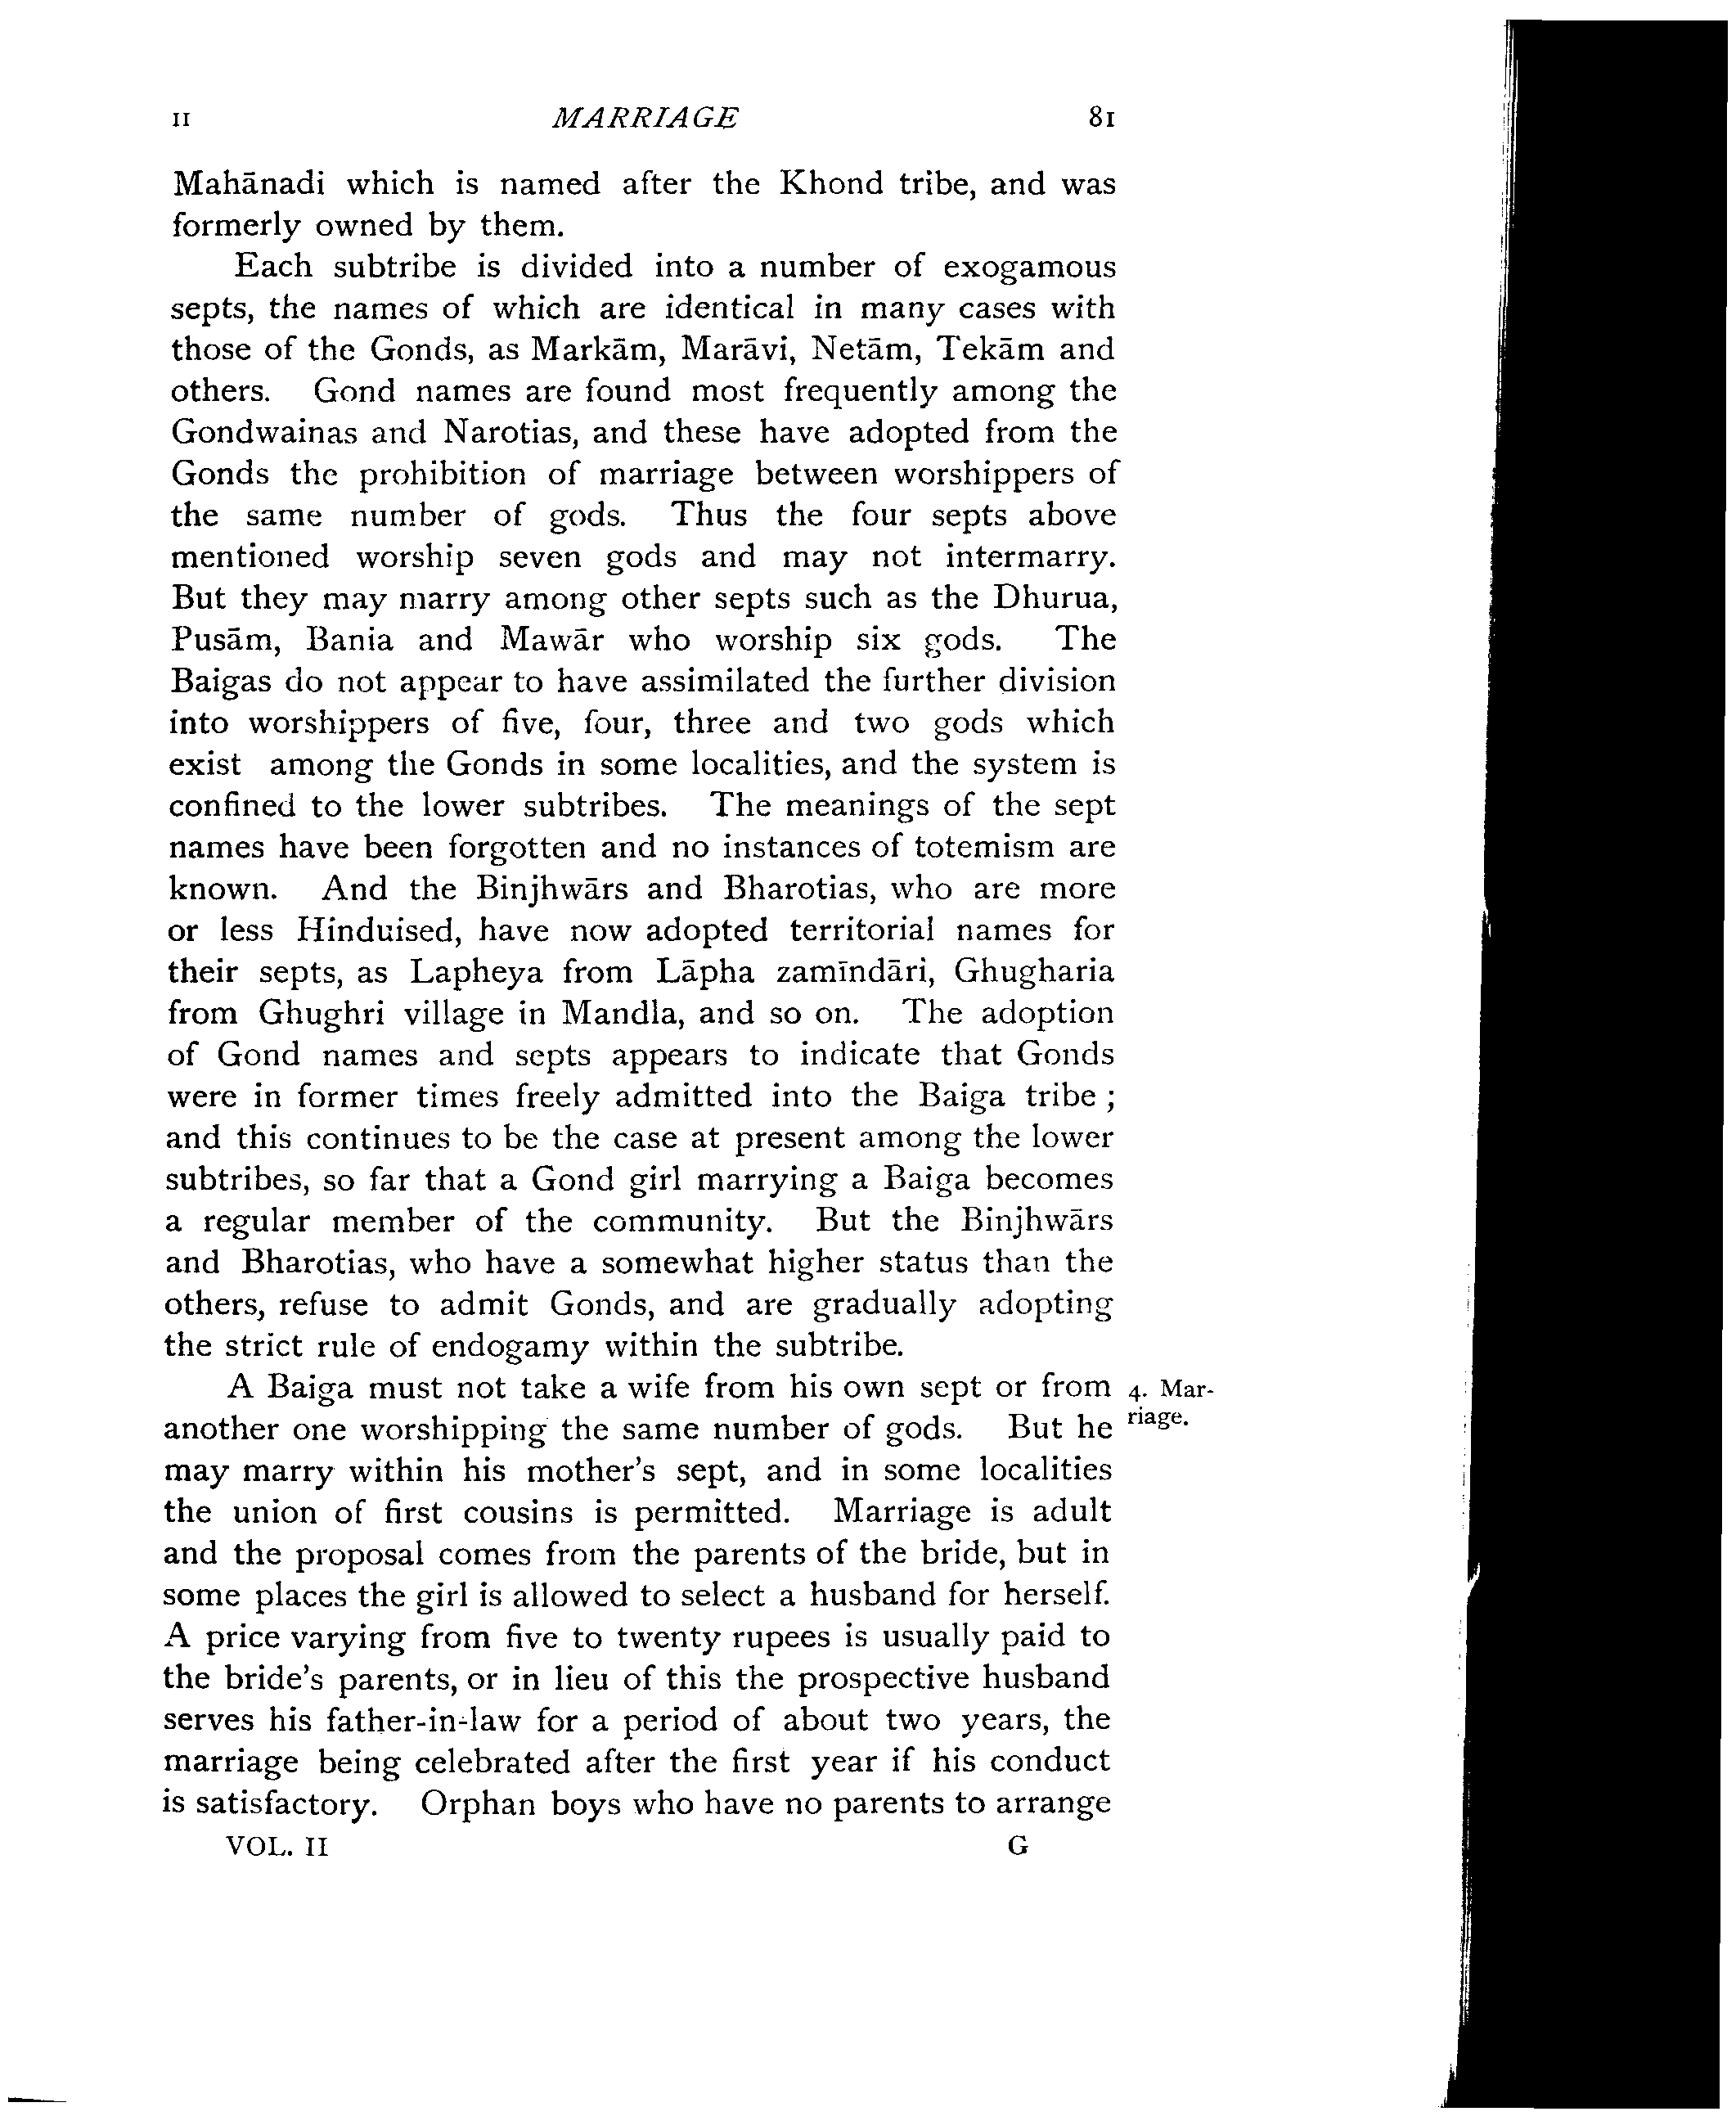 II MARRIAGE 81
Mahānadi which is named after the Khond tribe, and was
formerly owned by them.
Each subtribe is divided into a number of exogamous
septs, the names of which are identical in many cases with
those of the Gonds, as Markām, Marāvi, Netām, Tekām and
others. Gond names are found most frequently among the
Gondwainas and Narotias, and these have adopted from the
Gonds the prohibition of marriage between worshippers of
the same number of gods. Thus the four septs above
mentioned worship seven gods and may not intermarry.
But they may marry among other septs such as the Dhurua,
Pusām, Bania and Mawār who worship six gods. The
Baigas do not appear to have assimilated the further division
into worshippers of five, four, three and two gods which
exist among the Gonds in some localities, and the system is
confined to the lower subtribes. The meanings of the sept
names have been forgotten and no instances of totemism are
known. And the Binjhwārs and Bharotias, who are more
or less Hinduised, have now adopted territorial names for
their septs, as Lapheya from Lāpha zamīndāri, Ghugharia
from Ghughri village in Mandla, and so on. The adoption
of Gond names and septs appears to indicate that Gonds
were in former times freely admitted into the Baiga tribe ;
and this continues to be the case at present among the lower
subtribes, so far that a Gond girl marrying a Baiga becomes
a regular member of the community. But the Binjhwārs
and Bharotias, who have a somewhat higher status than the
others, refuse to admit Gonds, and are gradually adopting
the strict rule of endogamy within the subtribe.
A Baiga must not take a wife from his own sept or from 4. Mar-
another one worshipping the same number of gods. But he riage.
may marry within his mother's sept, and in some localities
the union of first cousins is permitted. Marriage is adult
and the proposal comes from the parents of the bride, but in
some places the girl is allowed to select a husband for herself.
A price varying from five to twenty rupees is usually paid to
the bride's parents, or in lieu of this the prospective husband
serves his father-in-law for a period of about two years, the
marriage being celebrated after the first year if his conduct
is satisfactory. Orphan boys who have no parents to arrange
VOL. II G